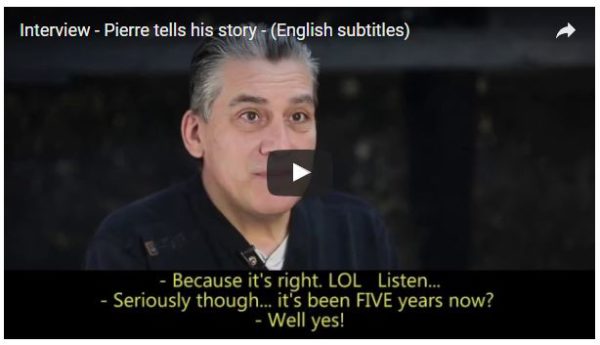 Interview - Pierre tells his story - (English subtitles)
- Because it's right. LOL   Listen...
- Seriously though... it's been FIVE years now?
- Well yes!